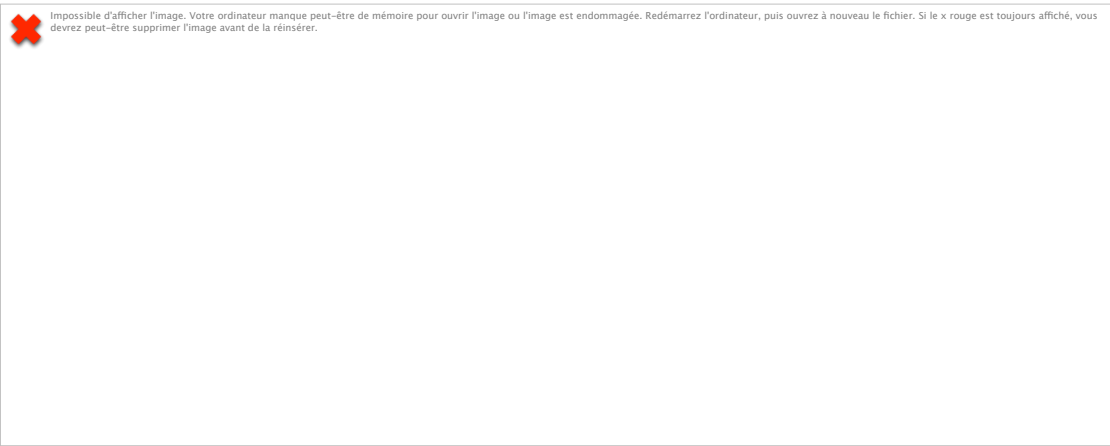 Impossible d'afficher l'image. Votre ordinateur manque peut-être de mémoire pour ouvrir l'image ou l'image est endommagée. Redémarrez l'ordinateur, puis ouvrez à nouveau le fichier. Si le x rouge est toujours affiché, vous
devrez peut-être supprimer l'image avant de la réinsérer.